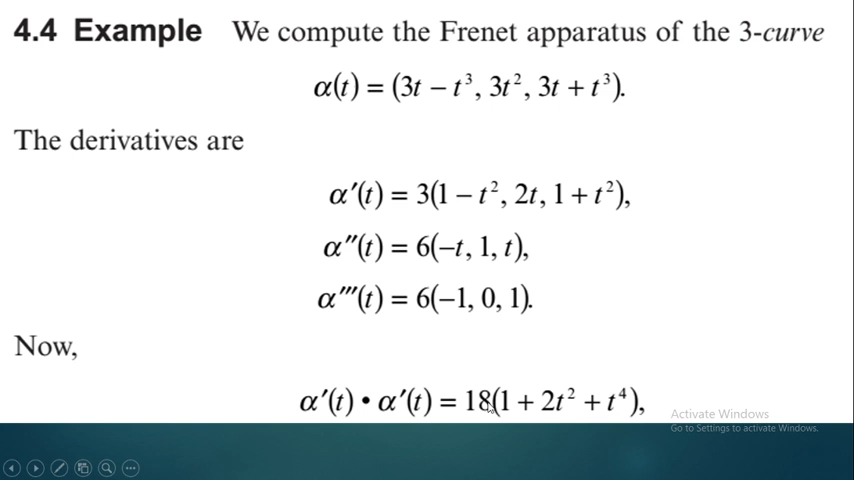 4.4 Example We compute the Frenet apparatus of the 3-curve
α(t) = (3t − t³, 3t², 3t + t³).
The derivatives are
α′(t) = 3(1 − t², 2t, 1 + t²),
α″(t) = 6(−t, 1, t),
α‴(t) = 6(−1, 0, 1).
Now,
α′(t) • α′(t) = 18(1 + 2t² + t⁴),
Activate Windows
Go to Settings to activate Windows.